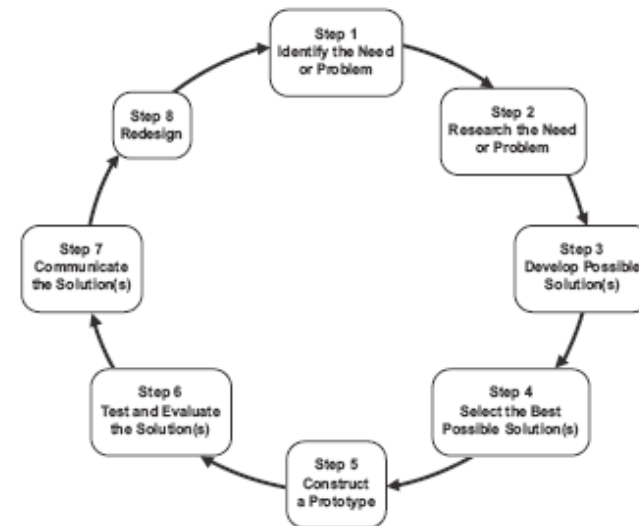 Step 1
Identify the Need
or Problem
Step 2
Research the Need
or Problem
Step 3
Develop Possible
Solution(s)
Step 4
Select the Best
Possible Solution(s)
Step 5
Construct
a Prototype
Step 6
Test and Evaluate
the Solution(s)
Step 7
Communicate
the Solution(s)
Step 8
Redesign